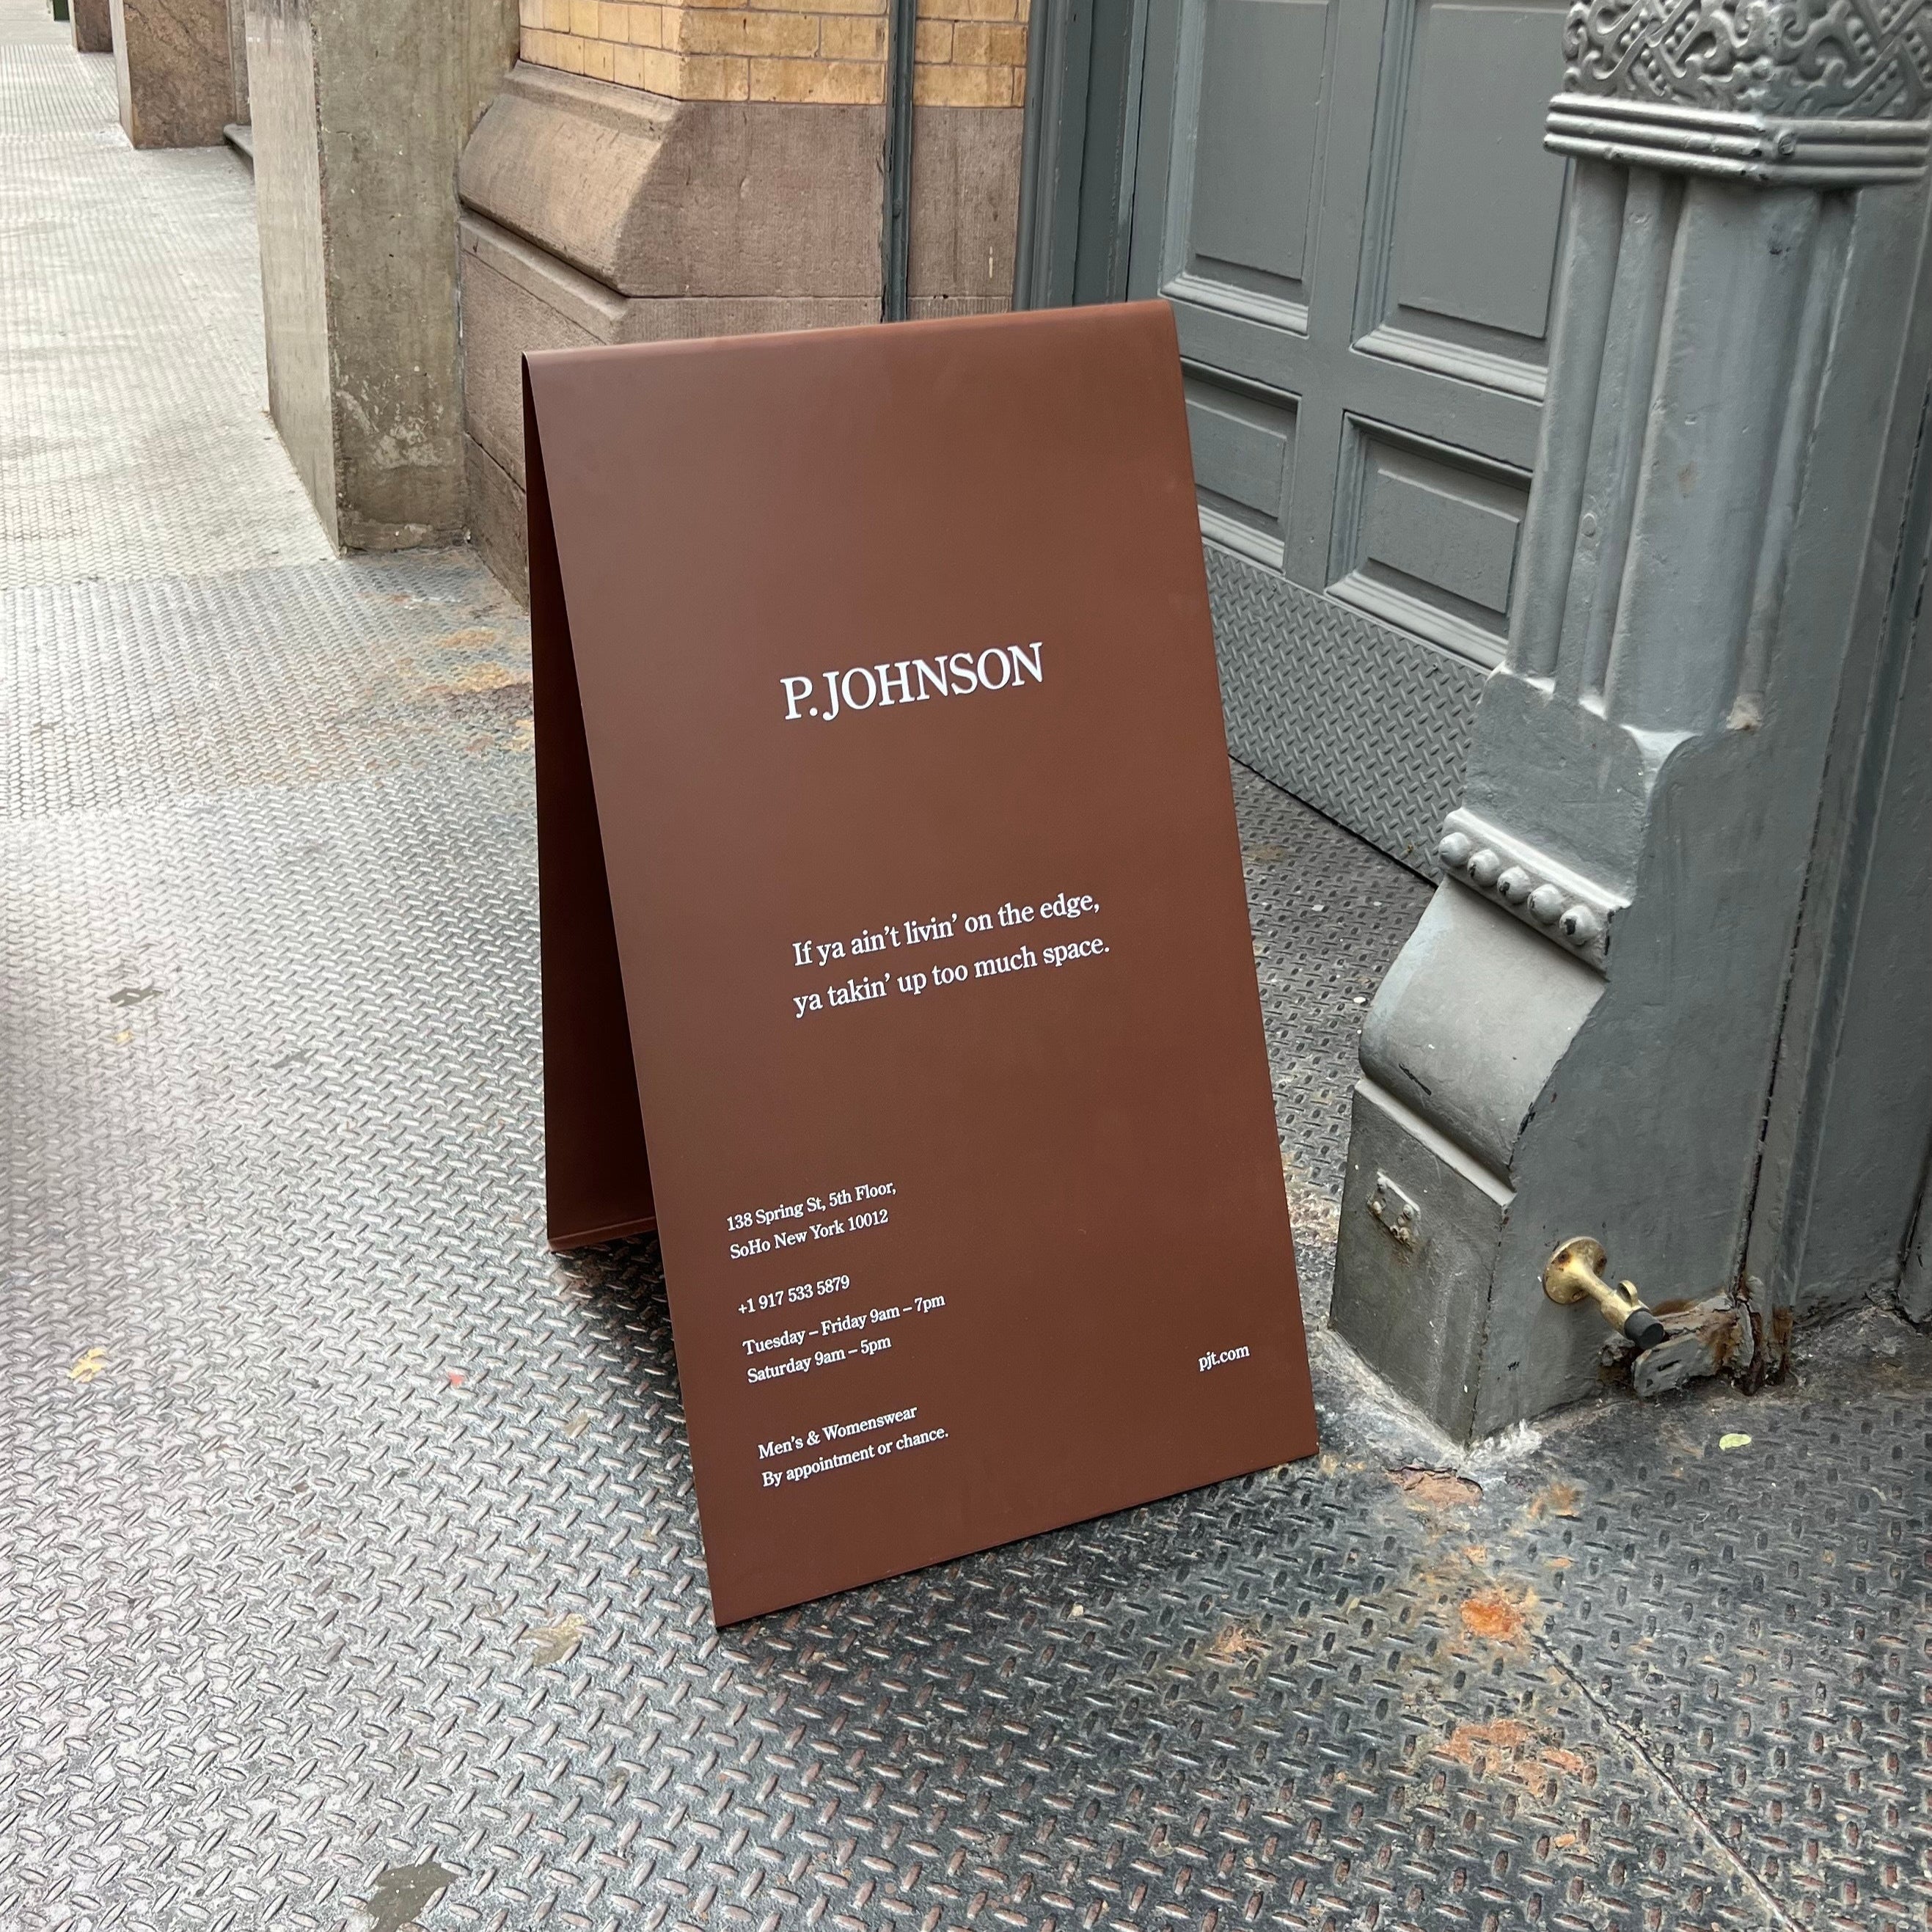 P.JOHNSON
If ya ain’t livin’ on the edge,
ya takin’ up too much space.
138 Spring St, 5th Floor,
SoHo New York 10012
+1 917 533 5879
Tuesday – Friday 9am – 7pm
Saturday 9am – 5pm
Men’s & Womenswear
By appointment or chance.
pjt.com